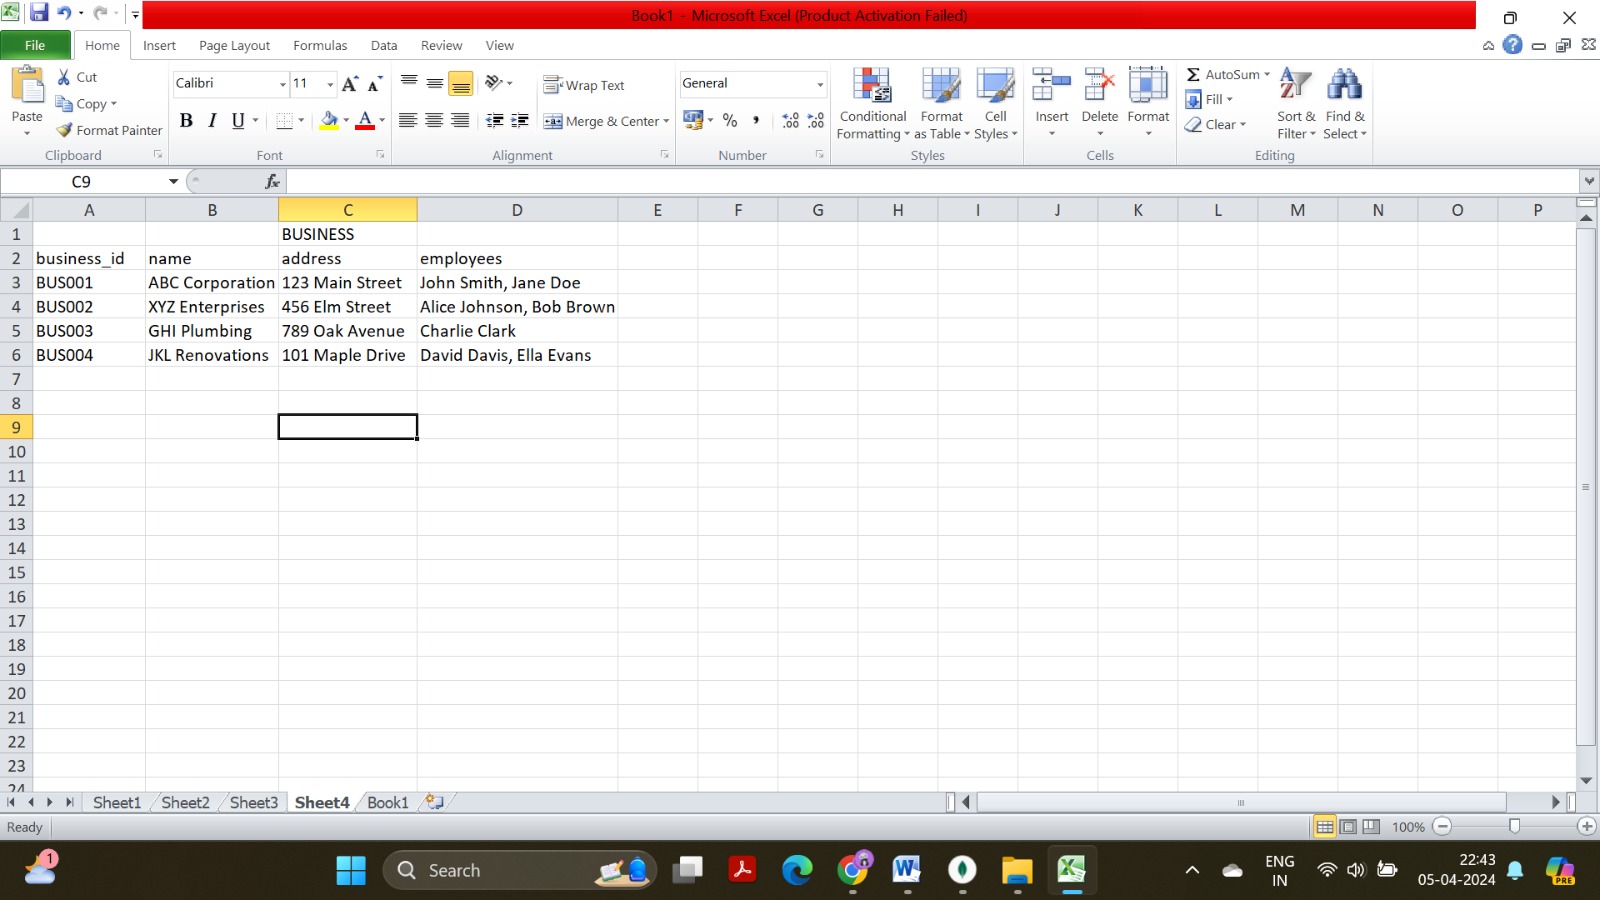 Book1 - Microsoft Excel (Product Activation Failed)
File Home Insert Page Layout Formulas Data Review View
Paste
Cut
Copy
Format Painter
Clipboard
Calibri 11
B I U
Font
Wrap Text
Merge & Center
Alignment
General
%
Number
Conditional Formatting
Format as Table
Cell Styles
Styles
Insert Delete Format
Cells
Σ AutoSum
Fill
Clear
Sort & Filter
Find & Select
Editing
C9 fx
A B C D E F G H I J K L M N O P
1 BUSINESS
2 business_id name address employees
3 BUS001 ABC Corporation 123 Main Street John Smith, Jane Doe
4 BUS002 XYZ Enterprises 456 Elm Street Alice Johnson, Bob Brown
5 BUS003 GHI Plumbing 789 Oak Avenue Charlie Clark
6 BUS004 JKL Renovations 101 Maple Drive David Davis, Ella Evans
7
8
9
10
11
12
13
14
15
16
17
18
19
20
21
22
23
24
Sheet1 Sheet2 Sheet3 Sheet4 Book1
Ready 100%
1 Search ENG IN 22:43 05-04-2024 PRE